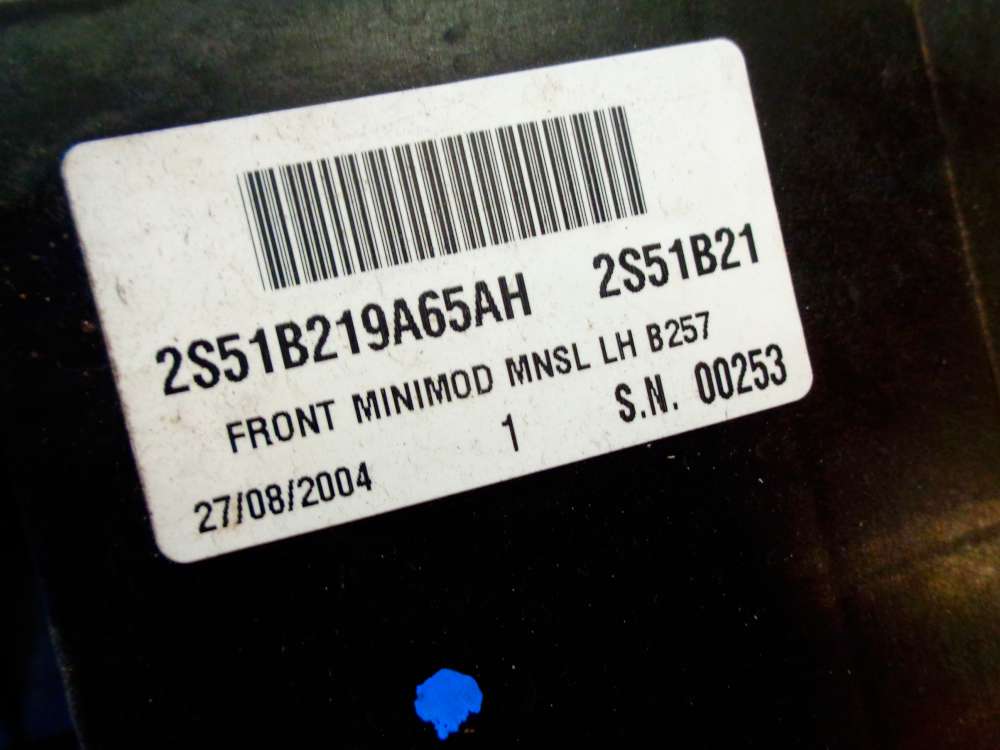 2S51B219A65AH 2S51B21
FRONT MINIMOD MNSL LH B257
27/08/2004 1 S.N. 00253